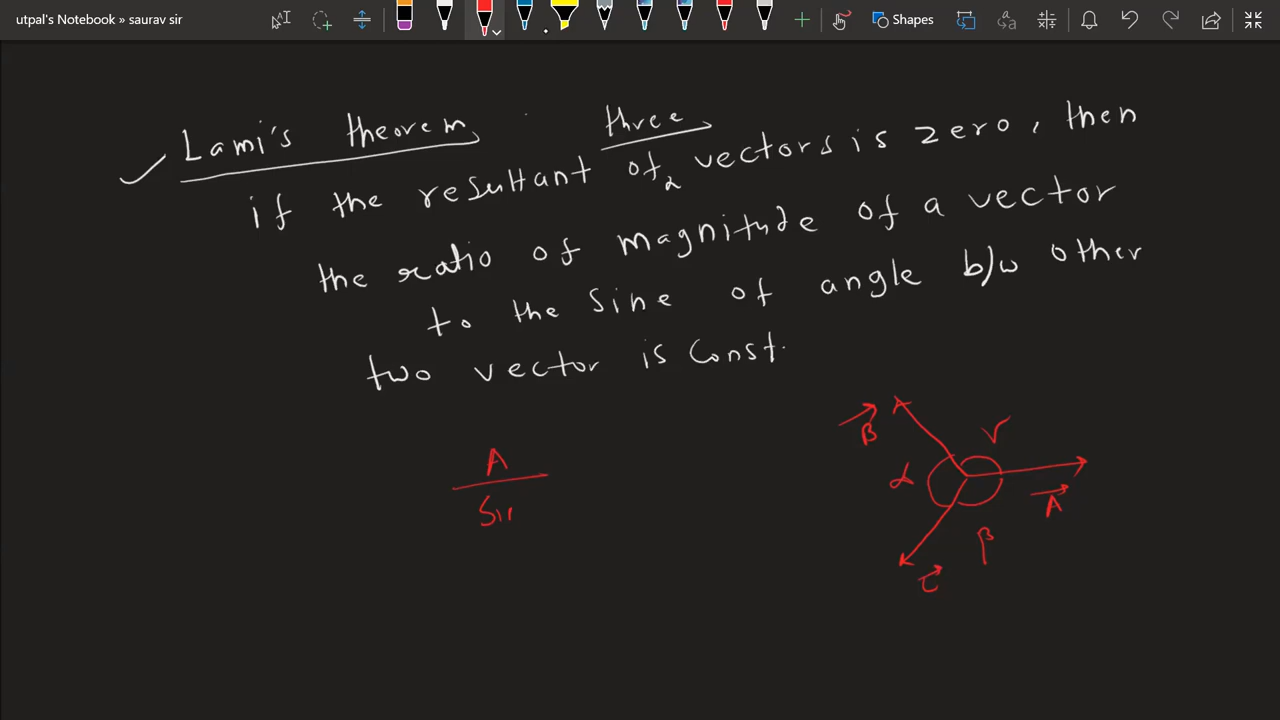 utpal's Notebook » saurav sir
Shapes
Lami's theorem three
if the resultant of vectors is zero, then
the ratio of magnitude of a vector
to the sine of angle b/w other
two vector is const.
A
Sin
B
γ
α
A
β
C